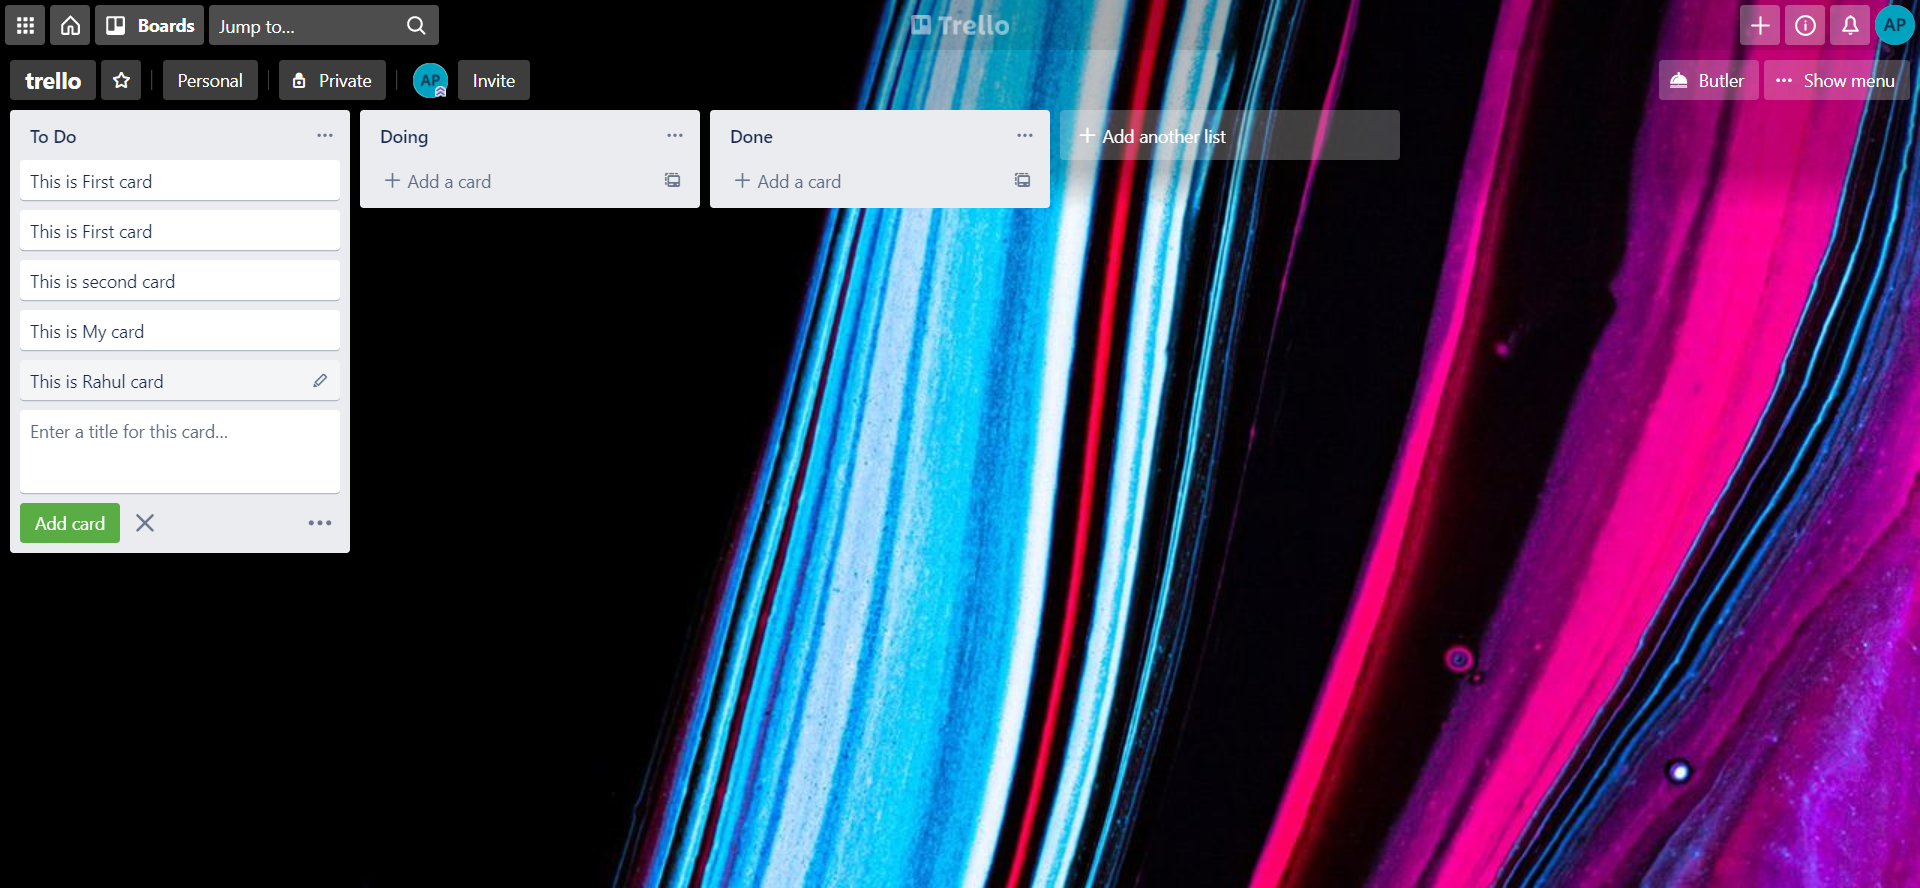 Boards
Jump to...
Trello
AP
trello
Personal
Private
AP
Invite
Butler
Show menu
To Do
This is First card
This is First card
This is second card
This is My card
This is Rahul card
Enter a title for this card...
Add card
Doing
Add a card
Done
Add a card
Add another list